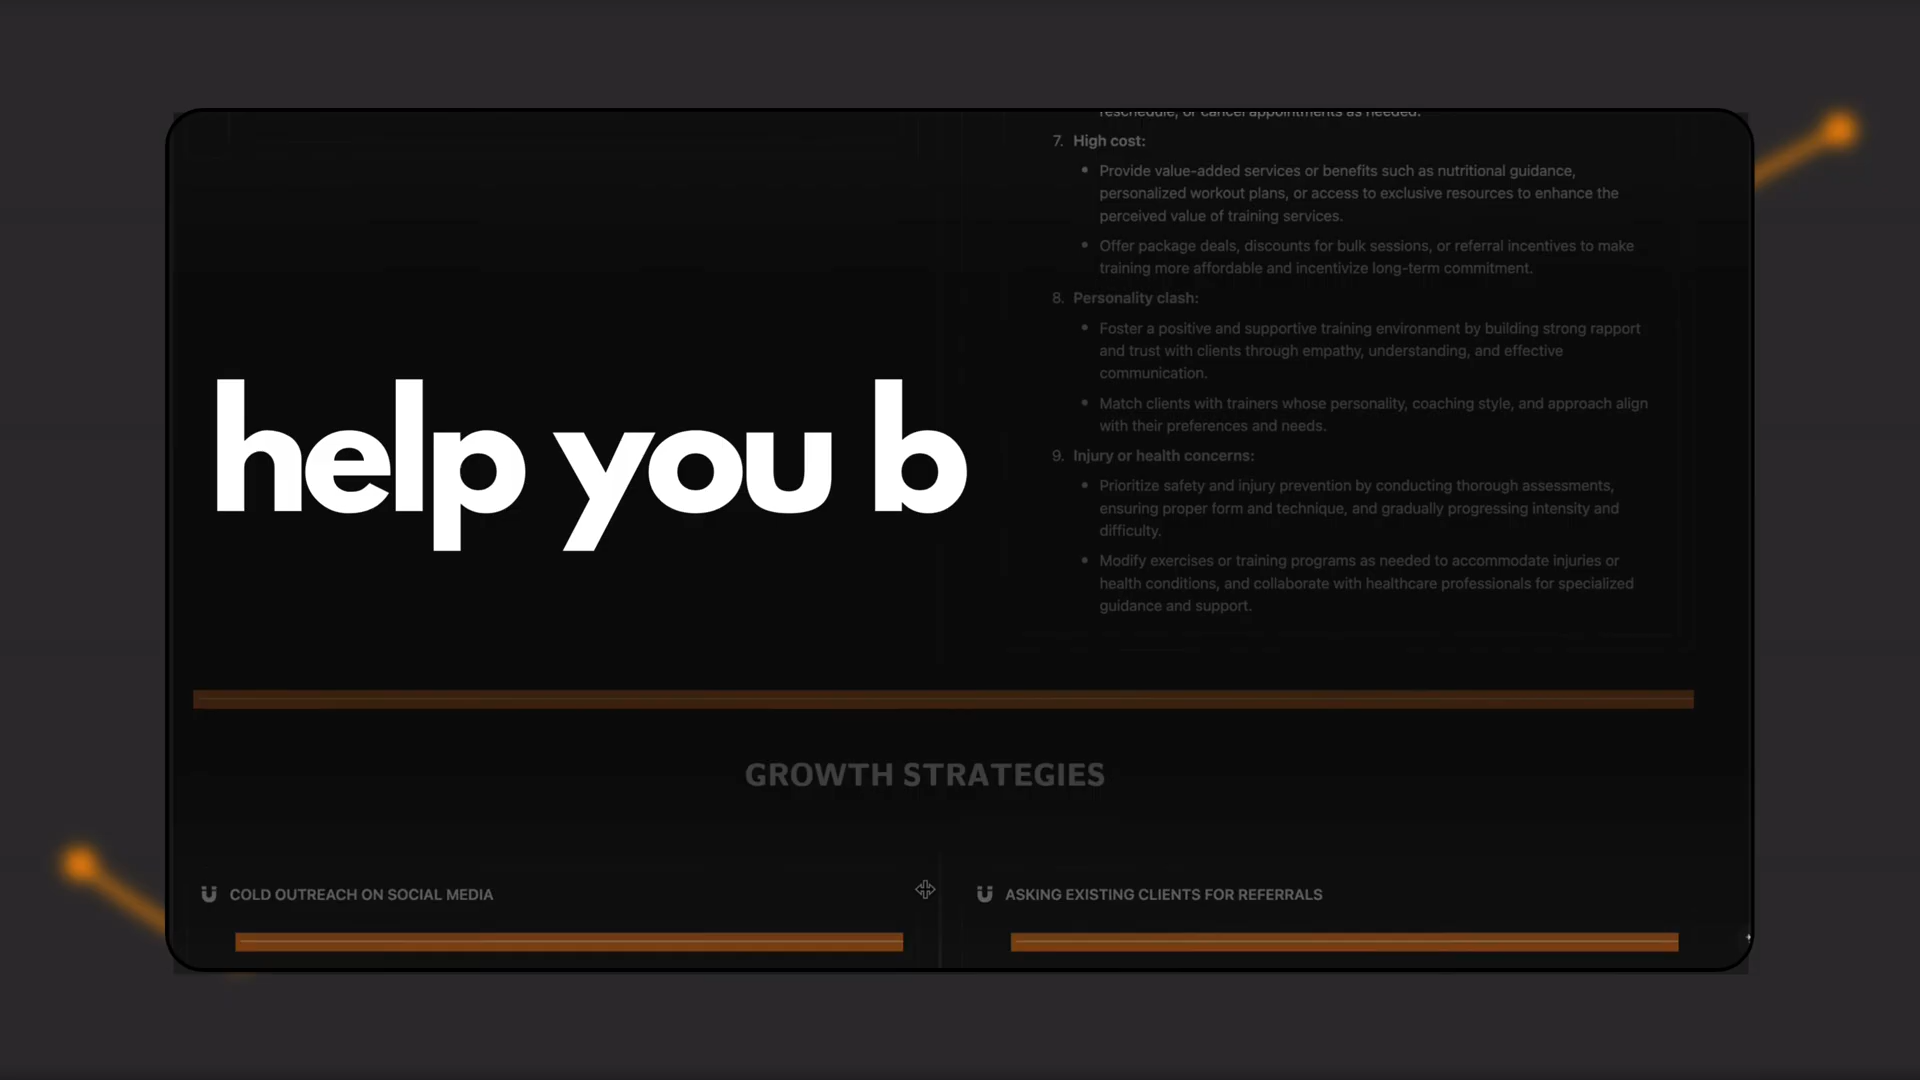 reschedule, or cancel appointments as needed.
7. High cost:
• Provide value-added services or benefits such as nutritional guidance,
personalized workout plans, or access to exclusive resources to enhance the
perceived value of training services.
• Offer package deals, discounts for bulk sessions, or referral incentives to make
training more affordable and incentivize long-term commitment.
8. Personality clash:
• Foster a positive and supportive training environment by building strong rapport
and trust with clients through empathy, understanding, and effective
communication.
• Match clients with trainers whose personality, coaching style, and approach align
with their preferences and needs.
9. Injury or health concerns:
• Prioritize safety and injury prevention by conducting thorough assessments,
ensuring proper form and technique, and gradually progressing intensity and
difficulty.
• Modify exercises or training programs as needed to accommodate injuries or
health conditions, and collaborate with healthcare professionals for specialized
guidance and support.
help you b
GROWTH STRATEGIES
COLD OUTREACH ON SOCIAL MEDIA
ASKING EXISTING CLIENTS FOR REFERRALS